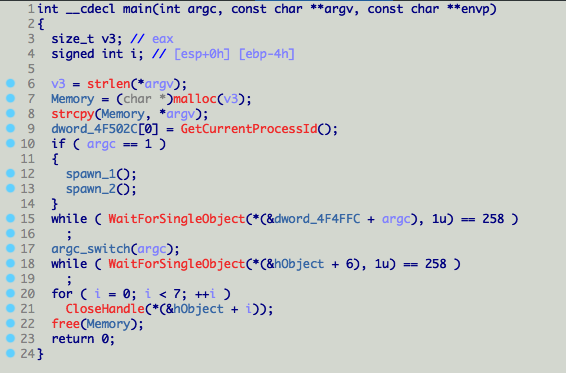 1 int __cdecl main(int argc, const char **argv, const char **envp)
2 {
3 size_t v3; // eax
4 signed int i; // [esp+0h] [ebp-4h]
5
6 v3 = strlen(*argv);
7 Memory = (char *)malloc(v3);
8 strcpy(Memory, *argv);
9 dword_4F502C[0] = GetCurrentProcessId();
10 if ( argc == 1 )
11 {
12 spawn_1();
13 spawn_2();
14 }
15 while ( WaitForSingleObject(*(&dword_4F4FFC + argc), 1u) == 258 )
16 ;
17 argc_switch(argc);
18 while ( WaitForSingleObject(*(&hObject + 6), 1u) == 258 )
19 ;
20 for ( i = 0; i < 7; ++i )
21 CloseHandle(*(&hObject + i));
22 free(Memory);
23 return 0;
24 }